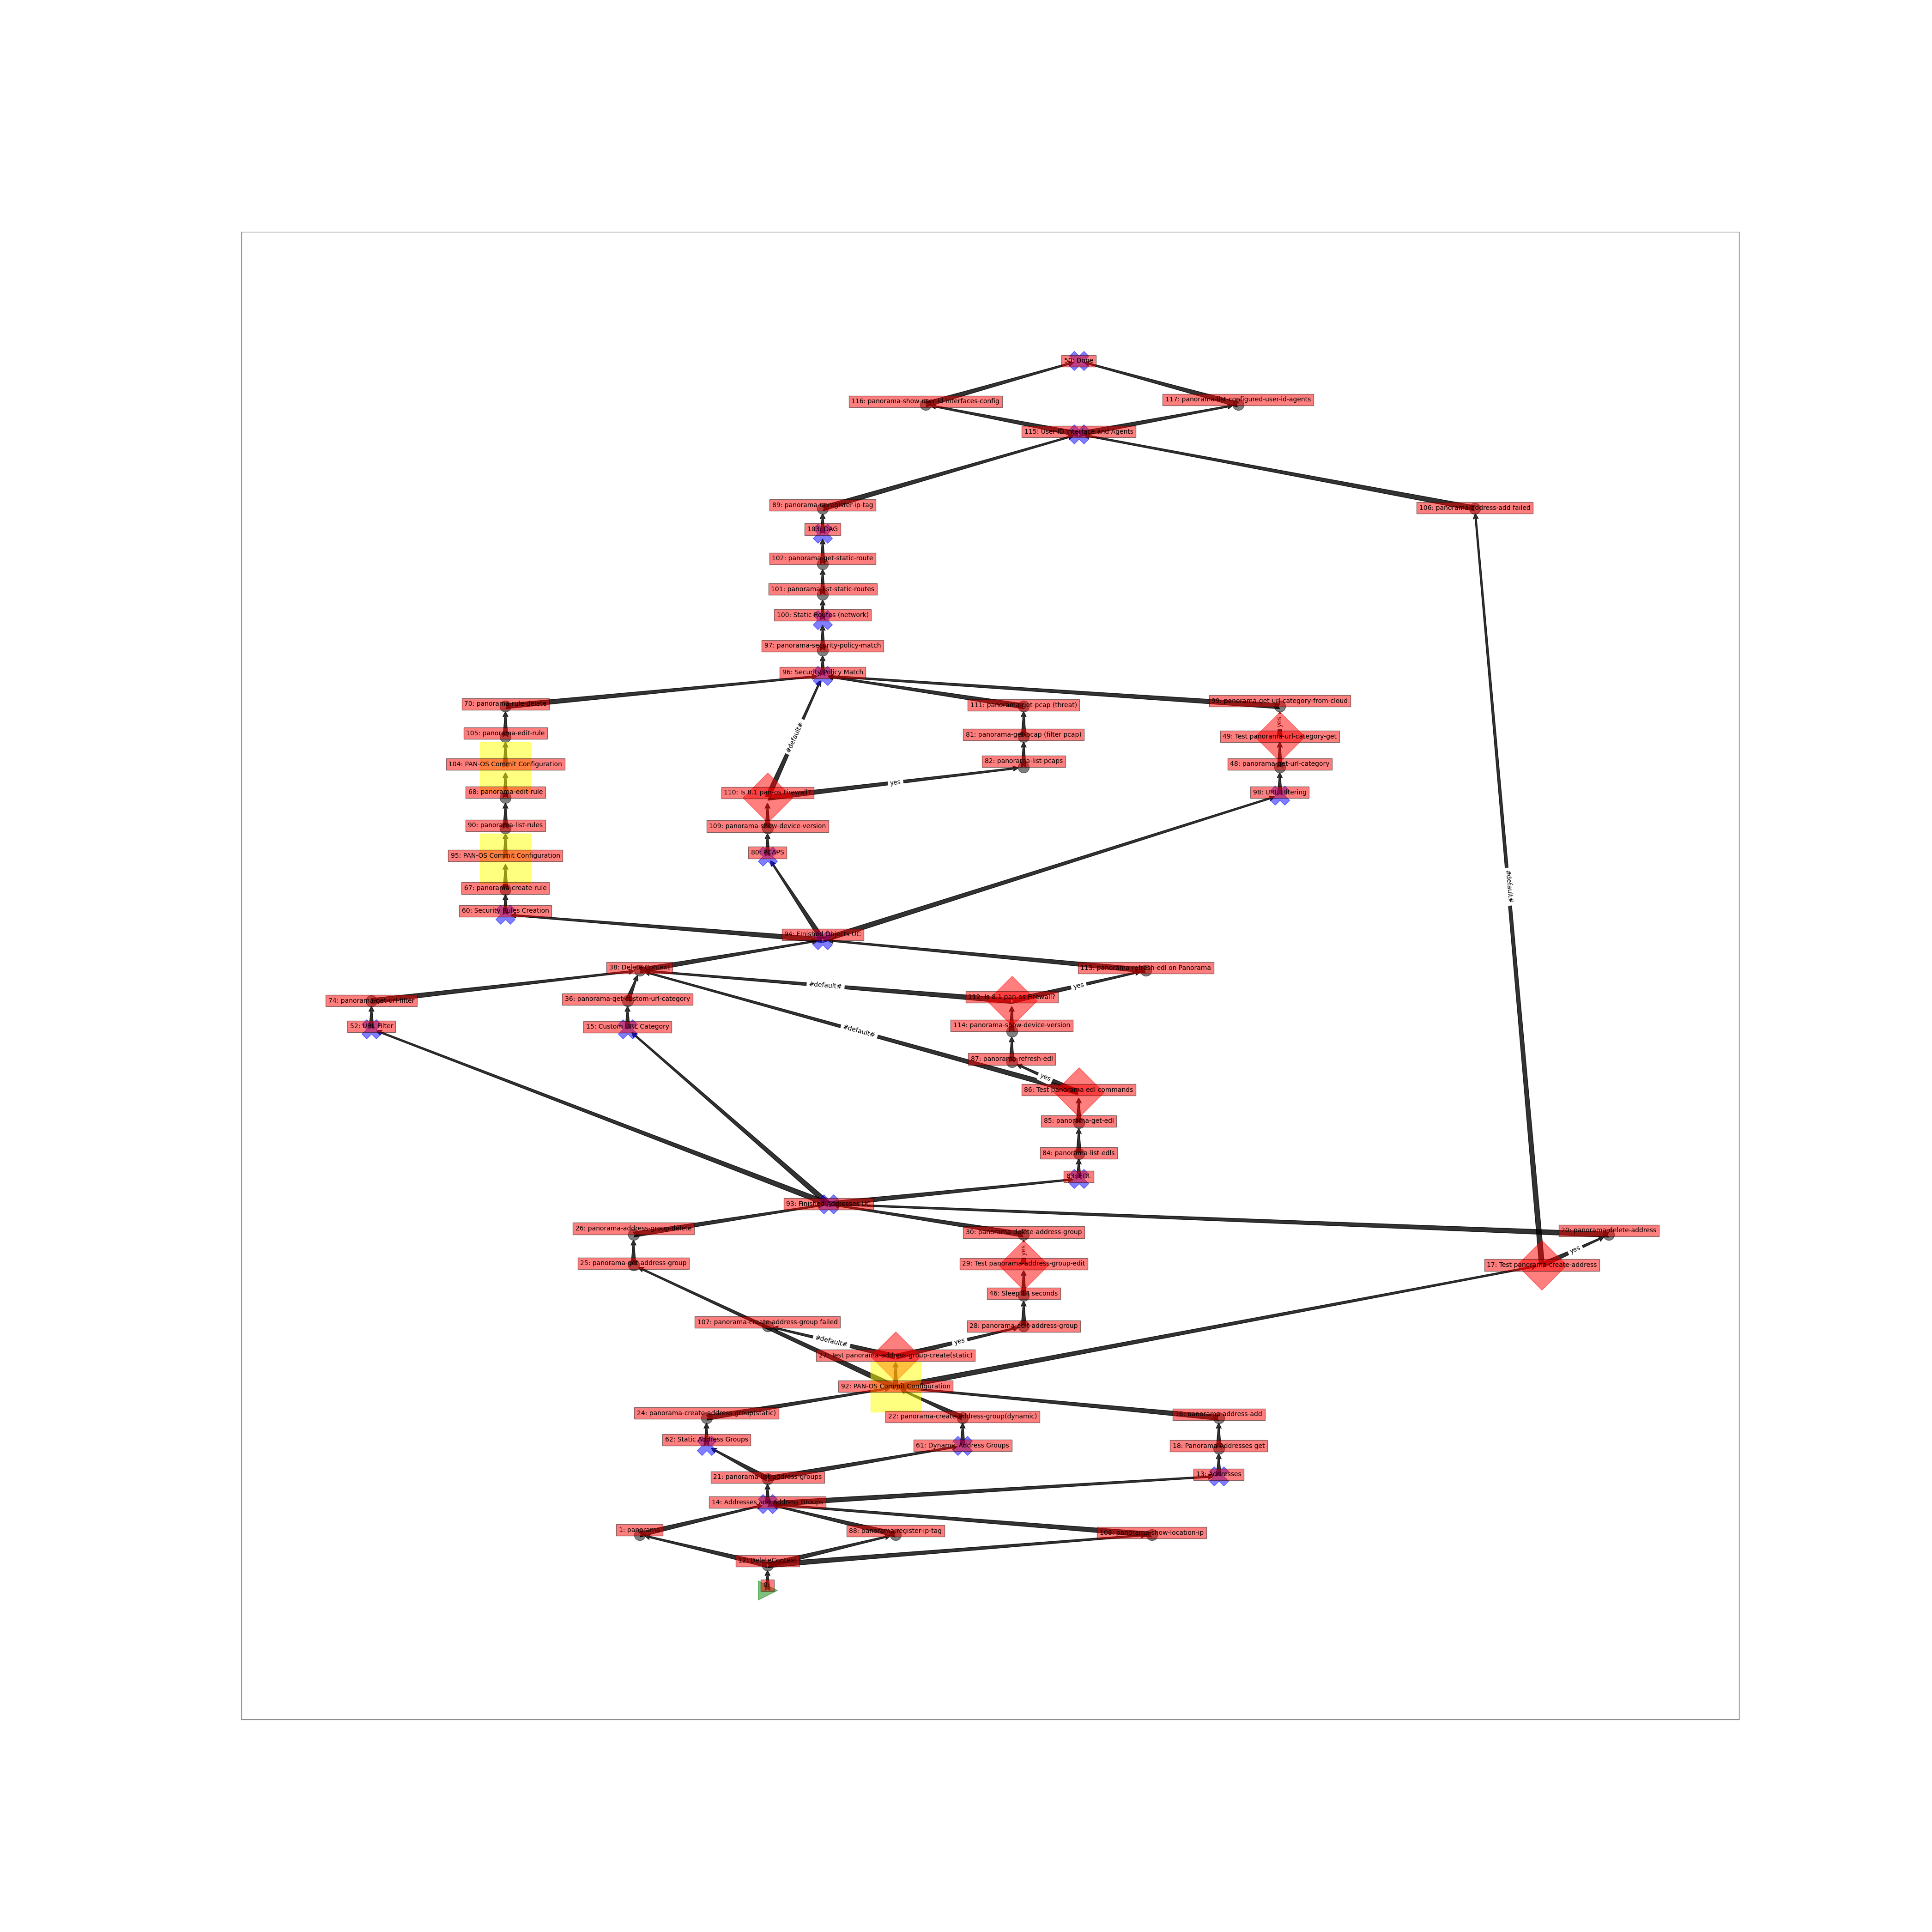 50: Done
116: panorama-show-user-id-interfaces-config
117: panorama-list-configured-user-id-agents
115: User-ID Interface and Agents
89: panorama-unregister-ip-tag
106: panorama-address-add failed
103: DAG
102: panorama-get-static-route
101: panorama-list-static-routes
100: Static Routes (network)
97: panorama-security-policy-match
96: Security Policy Match
70: panorama-rule-delete
111: panorama-get-pcap (threat)
99: panorama-get-url-category-from-cloud
yes
105: panorama-edit-rule
81: panorama-get-pcap (filter pcap)
49: Test panorama-url-category-get
#default#
104: PAN-OS Commit Configuration
82: panorama-list-pcaps
48: panorama-get-url-category
yes
68: panorama-edit-rule
110: Is 8.1 pan-os firewall?
98: URL Filtering
90: panorama-list-rules
109: panorama-show-device-version
95: PAN-OS Commit Configuration
80: PCAPS
67: panorama-create-rule
#default#
60: Security Rules Creation
94: Finished Objects DC
38: DeleteContext
113: panorama-refresh-edl on Panorama
#default#
yes
74: panorama-get-url-filter
36: panorama-get-custom-url-category
112: Is 8.1 pan-os firewall?
52: URL Filter
15: Custom URL Category
114: panorama-show-device-version
#default#
87: panorama-refresh-edl
yes
86: Test panorama edl commands
85: panorama-get-edl
84: panorama-list-edls
83: EDL
93: Finished Addresses DC
26: panorama-address-group-delete
30: panorama-delete-address-group
20: panorama-delete-address
yes
yes
25: panorama-get-address-group
29: Test panorama-address-group-edit
17: Test panorama-create-address
46: Sleep 04 seconds
107: panorama-create-address-group failed
28: panorama-edit-address-group
#default#
yes
27: Test panorama-address-group-create(static)
92: PAN-OS Commit Configuration
24: panorama-create-address-group(static)
22: panorama-create-address-group(dynamic)
16: panorama-address-add
62: Static Address Groups
61: Dynamic Address Groups
18: Panorama addresses get
21: panorama-list-address-groups
13: Addresses
14: Addresses and Address Groups
1: panorama
88: panorama-register-ip-tag
108: panorama-show-location-ip
12: DeleteContext